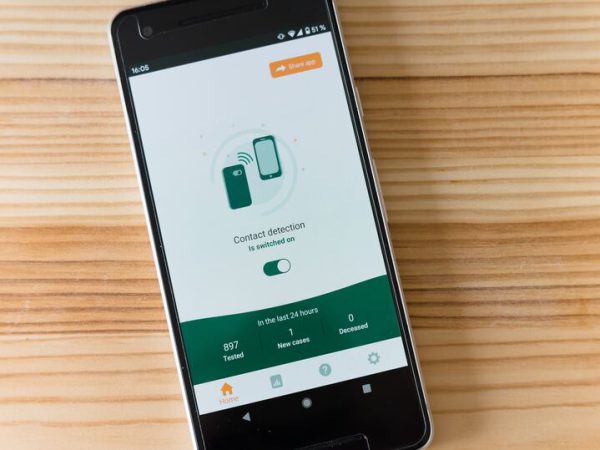 16:05
51 %
Share app
Contact detection
Is switched on
In the last 24 hours
897
Tested
1
New cases
0
Deceased
Home